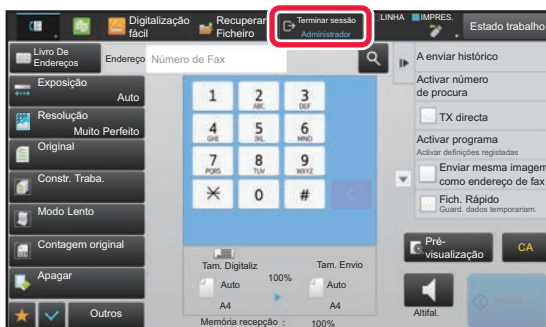 Digitalização
fácil
Recuperar
Ficheiro
Terminar sessão
Administrador
LINHA
IMPRES.
Estado trabalho
Livro De
Endereços
Endereço
Número de Fax
Exposição
Auto
Resolução
Muito Perfeito
Original
Constr. Traba.
Modo Lento
Contagem original
Apagar
Outros
1
2
ABC
3
DEF
4
GHI
5
JKL
6
MNO
7
PQRS
8
TUV
9
WXYZ
0
#
C
Tam. Digitaliz
100%
Tam. Envio
Auto
Auto
A4
A4
Memória recepção :
100%
A enviar histórico
Activar número
de procura
TX directa
Activar programa
Activar definições registadas
Enviar mesma imagem
como endereço de fax
Fich. Rápido
Guard. dados temporariam.
Pré-
visualização
CA
Altifal.
Iniciar